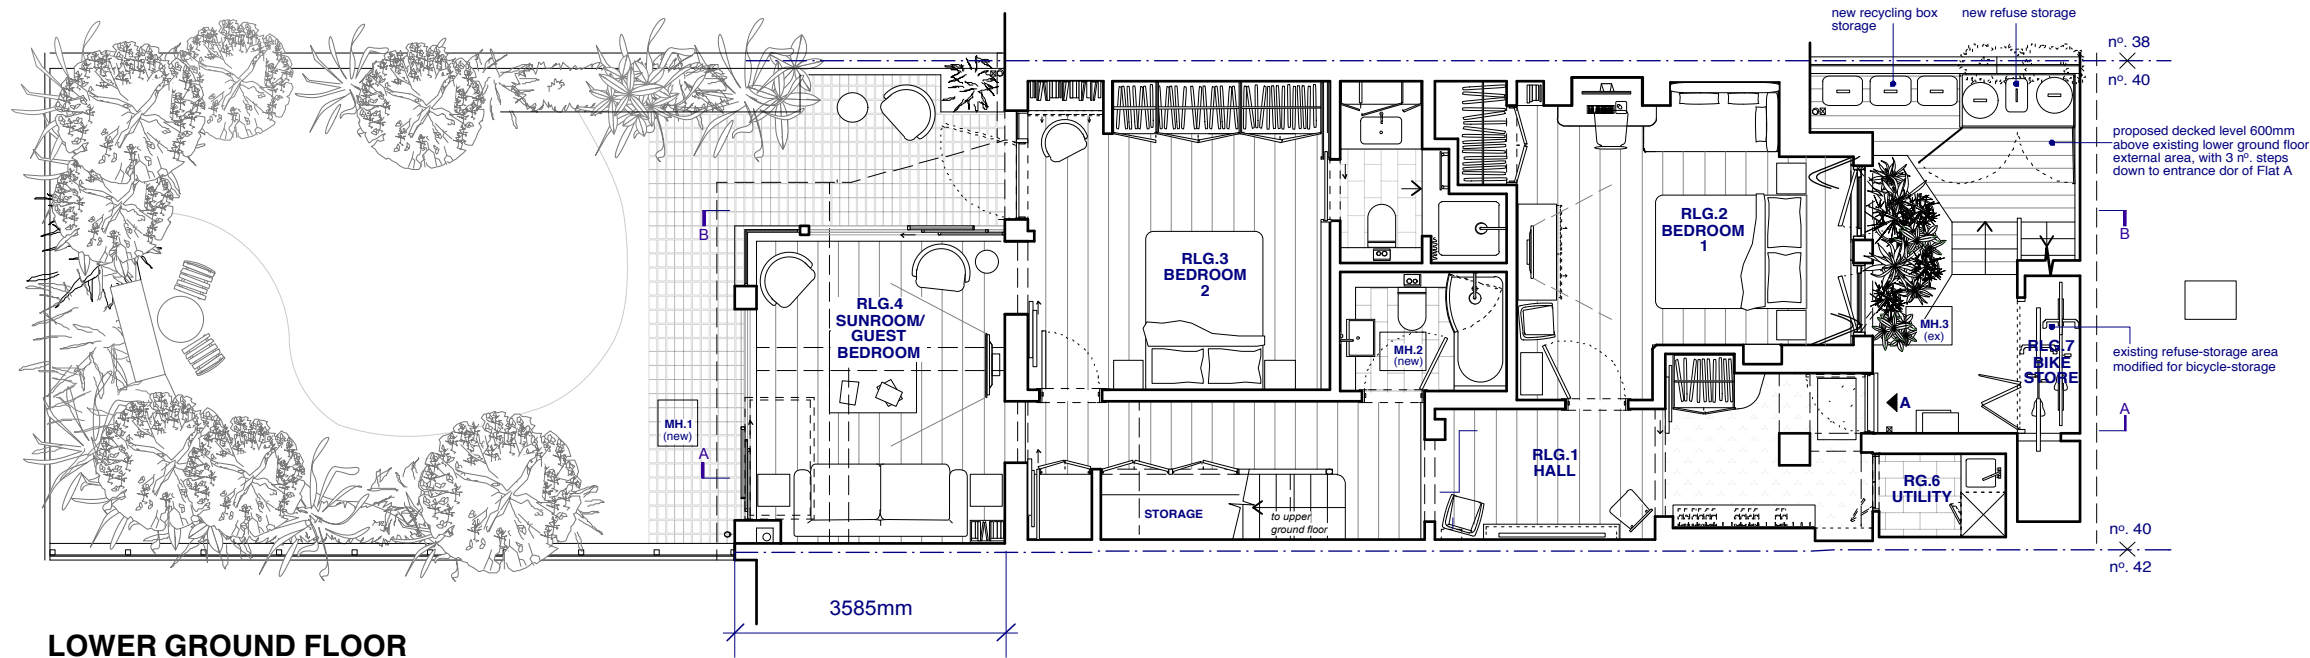 new recycling box
storage
new refuse storage
nº. 38
nº. 40
proposed decked level 600mm
above existing lower ground floor
external area, with 3 nº. steps
down to entrance dor of Flat A
B
B
RLG.2
BEDROOM
1
RLG.3
BEDROOM
2
RLG.4
SUNROOM/
GUEST
BEDROOM
MH.3
(ex)
MH.2
(new)
RLG.7
BIKE
STORE
existing refuse-storage area
modified for bicycle-storage
A
A
A
MH.1
(new)
RLG.1
HALL
RG.6
UTILITY
STORAGE
to upper
ground floor
nº. 40
nº. 42
3585mm
LOWER GROUND FLOOR